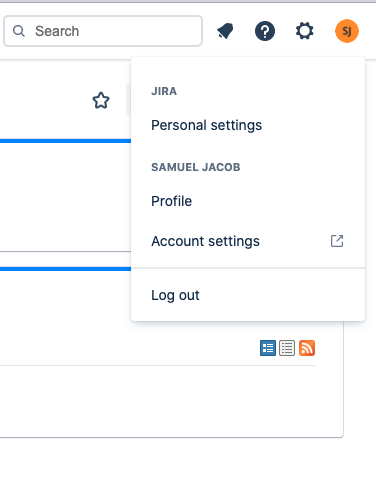 Search
SJ
JIRA
Personal settings
SAMUEL JACOB
Profile
Account settings
Log out